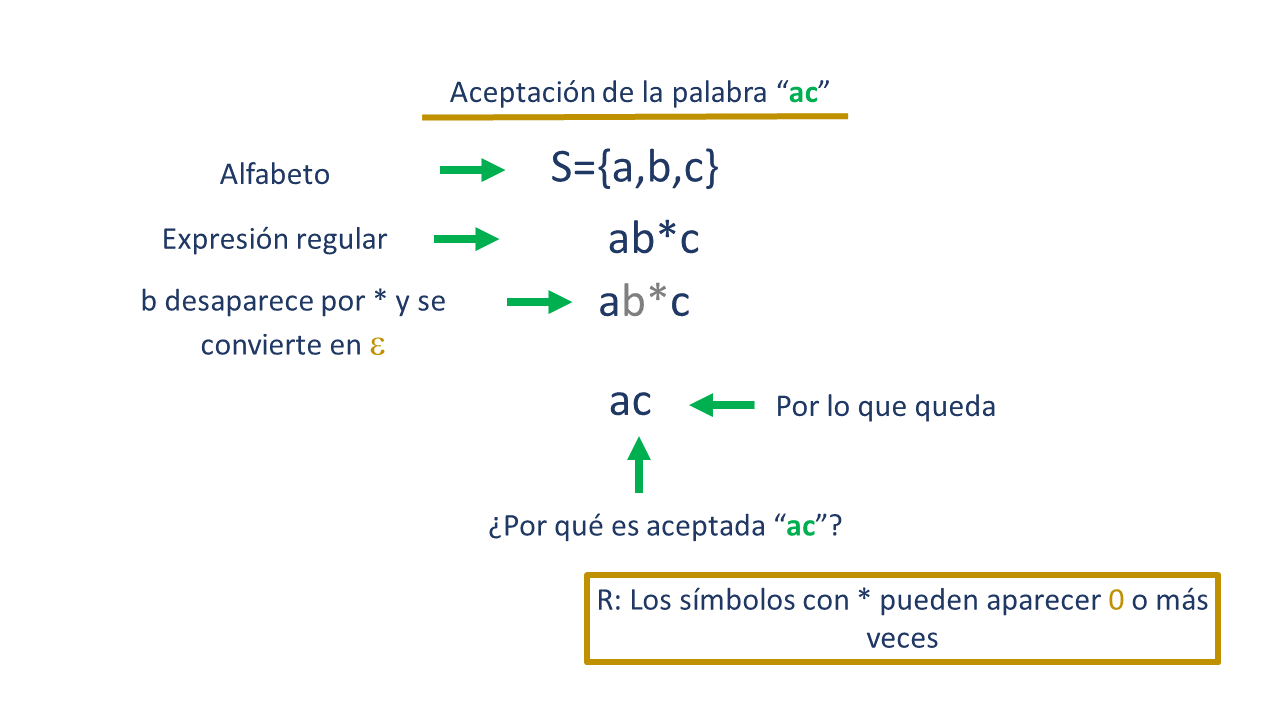 Aceptación de la palabra “ac”
Alfabeto
S={a,b,c}
Expresión regular
ab*c
b desaparece por * y se
convierte en ε
ab*c
ac
Por lo que queda
¿Por qué es aceptada “ac”?
R: Los símbolos con * pueden aparecer 0 o más
veces